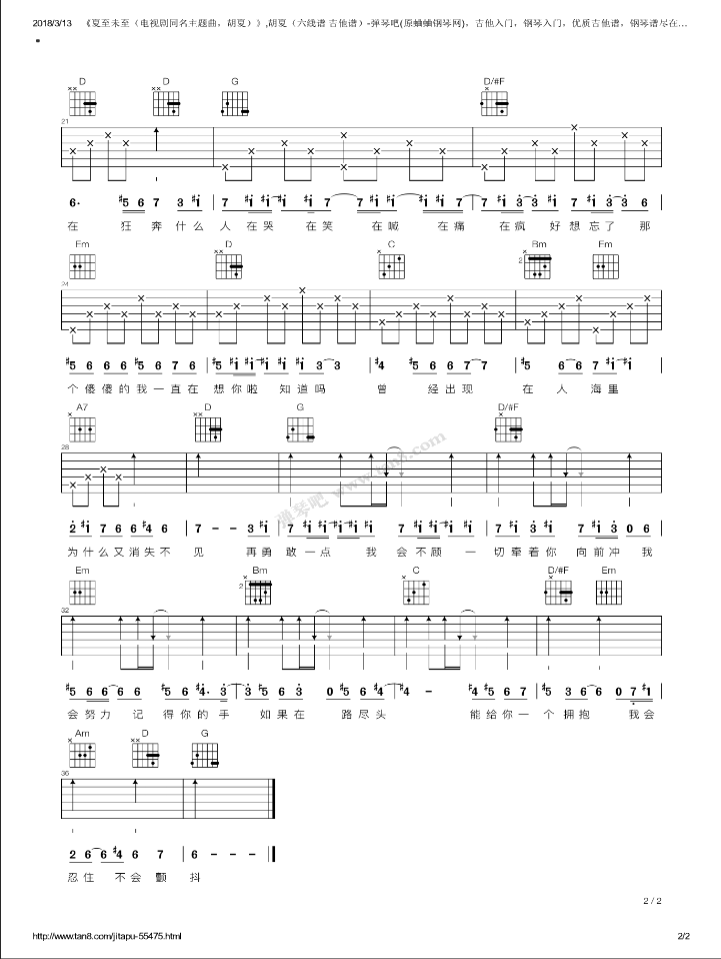 2018/3/13 《夏至未至（电视剧同名主题曲，胡夏）》,胡夏（六线谱 吉他谱）-弹琴吧(原蛐蛐钢琴网)，吉他入门，钢琴入门，优质吉他谱，钢琴谱尽在…
D D G D/#F
21
6· #5 6 7 3 #i 7 #i #i #i #i 7 7 #i #i #i #i 7 7 #i 3 3 #i 7 #i 3 3 6
在 狂 奔 什 么 人 在 哭 在 笑 在 喊 在 痛 在 疯 好 想 忘 了 那
Em D C Bm Em
24
#5 6 6 6 #5 6 7 6 #5 #i #i #i #i #i 3 3 #4 #5 6 6 7 7 #5 6 6 7 #i
个 傻 傻 的 我 一 直 在 想 你 啦 知 道 吗 曾 经 出 现 在 人 海 里
A7 D G D/#F
28
2 #i 7 6 6 #4 6 7 - - 3 #i 7 #i #i #i #i #i #i 7 #i #i #i 7 #i 3 0 6
为 什 么 又 消 失 不 见 再 勇 敢 一 点 我 会 不 顾 一 切 牵 着 你 向 前 冲 我
弹琴吧 www.tan8.com
Em Bm C D/#F Em
32
#5 6 6 6 #5 6 #4· 3 3 #5 6 3 0 #5 #4 #4 - #4 #5 6 7 #5 3 6 6 0 7 #1
会 努 力 记 得 你 的 手 如 果 在 路 尽 头 能 给 你 一 个 拥 抱 我 会
Am D G
36
2 6 6 #4 6 7 6 - - -
忍 住 不 会 颤 抖
2 / 2
http://www.tan8.com/jitapu-55475.html 2/2